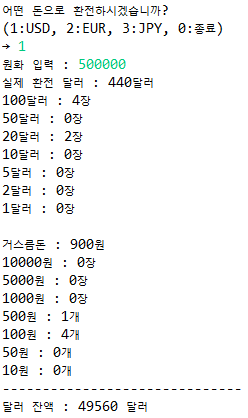 어떤 돈으로 환전하시겠습니까?
(1:USD, 2:EUR, 3:JPY, 0:종료)
→ 1
원화 입력 : 500000
실제 환전 달러 : 440달러
100달러 : 4장
50달러 : 0장
20달러 : 2장
10달러 : 0장
5달러 : 0장
2달러 : 0장
1달러 : 0장
거스름돈 : 900원
10000원 : 0장
5000원 : 0장
1000원 : 0장
500원 : 1개
100원 : 4개
50원 : 0개
10원 : 0개
------------------------------
달러 잔액 : 49560 달러